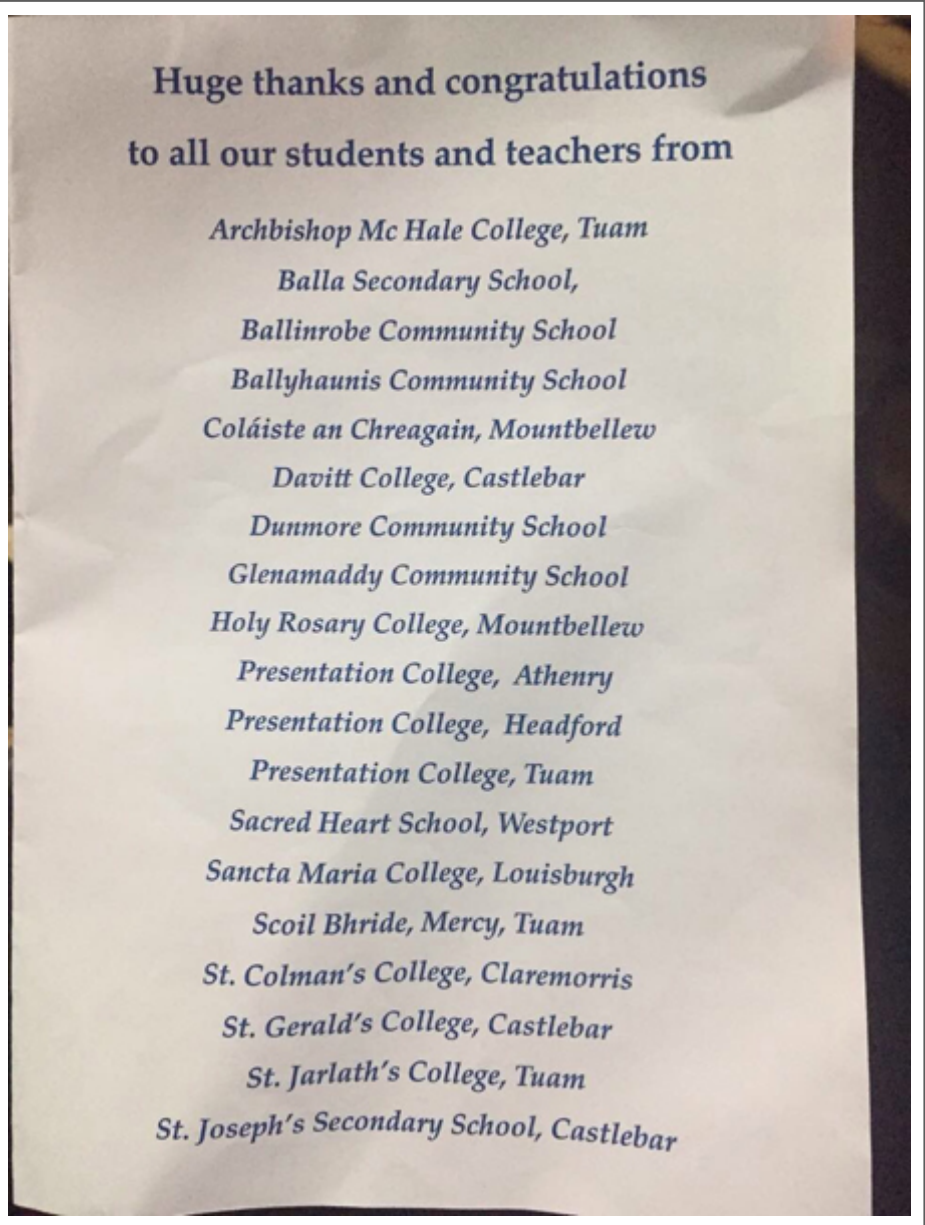 Huge thanks and congratulations
to all our students and teachers from
Archbishop Mc Hale College, Tuam
Balla Secondary School,
Ballinrobe Community School
Ballyhaunis Community School
Coláiste an Chreagain, Mountbellew
Davitt College, Castlebar
Dunmore Community School
Glenamaddy Community School
Holy Rosary College, Mountbellew
Presentation College, Athenry
Presentation College, Headford
Presentation College, Tuam
Sacred Heart School, Westport
Sancta Maria College, Louisburgh
Scoil Bhride, Mercy, Tuam
St. Colman's College, Claremorris
St. Gerald's College, Castlebar
St. Jarlath's College, Tuam
St. Joseph's Secondary School, Castlebar